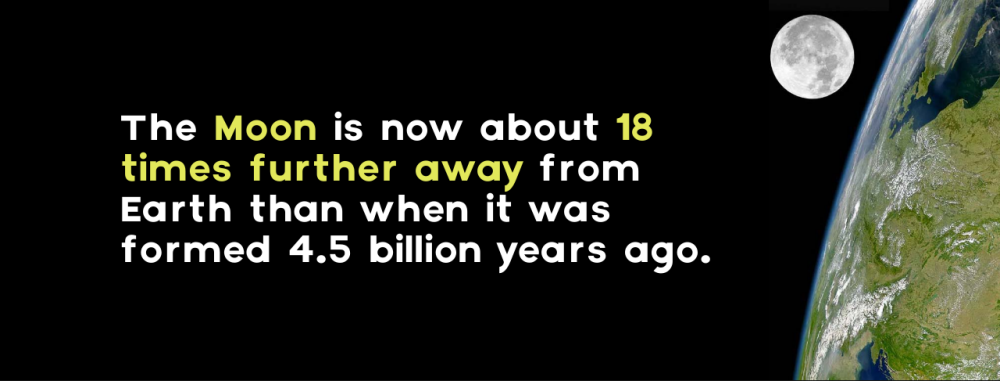 The Moon is now about 18
times further away from
Earth than when it was
formed 4.5 billion years ago.